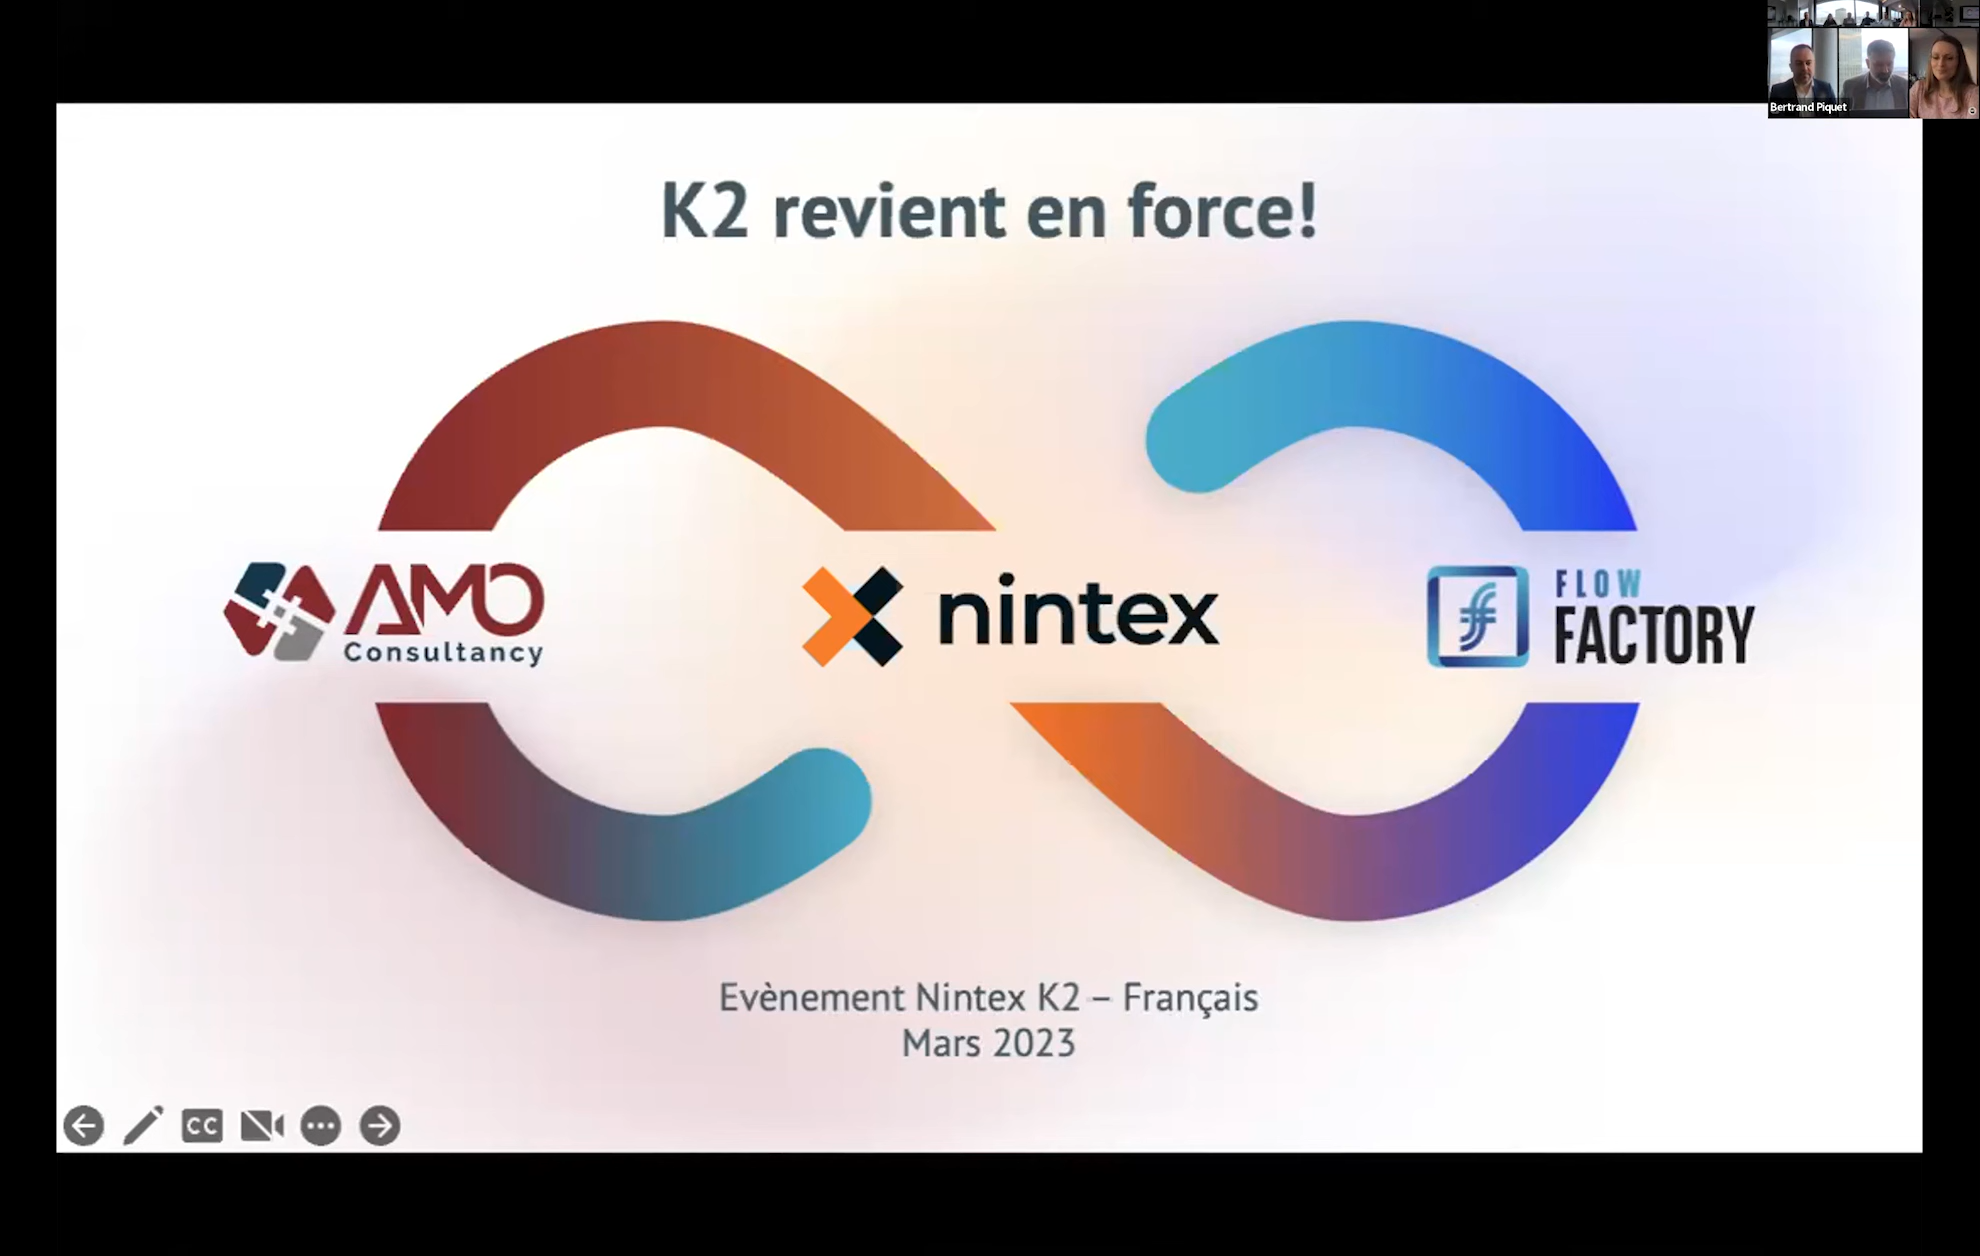 Bertrand Piquet
K2 revient en force!
AMO
Consultancy
nintex
FLOW
FACTORY
Evènement Nintex K2 – Français
Mars 2023
CC